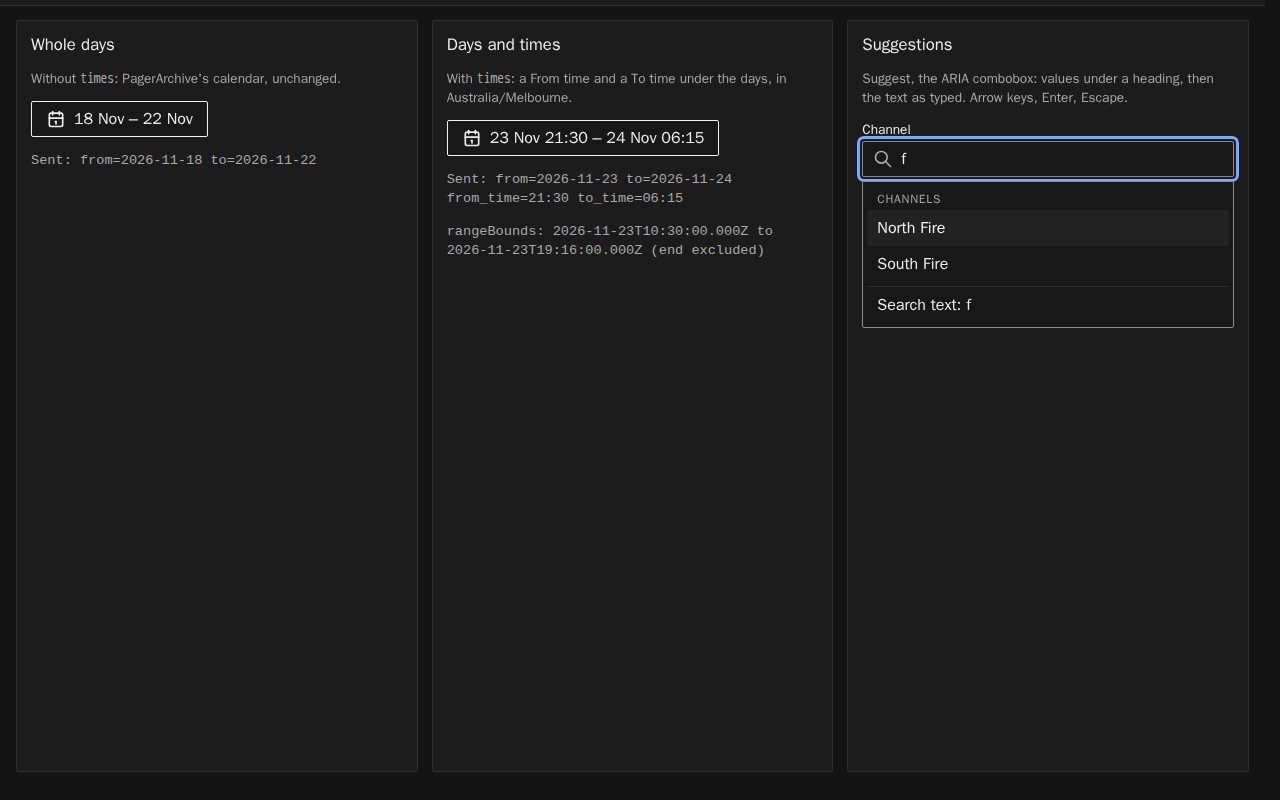 Whole days
Without times: PagerArchive's calendar, unchanged.
18 Nov – 22 Nov
Sent: from=2026-11-18 to=2026-11-22
Days and times
With times: a From time and a To time under the days, in
Australia/Melbourne.
23 Nov 21:30 – 24 Nov 06:15
Sent: from=2026-11-23 to=2026-11-24
from_time=21:30 to_time=06:15
rangeBounds: 2026-11-23T10:30:00.000Z to
2026-11-23T19:16:00.000Z (end excluded)
Suggestions
Suggest, the ARIA combobox: values under a heading, then
the text as typed. Arrow keys, Enter, Escape.
Channel
f
CHANNELS
North Fire
South Fire
Search text: f